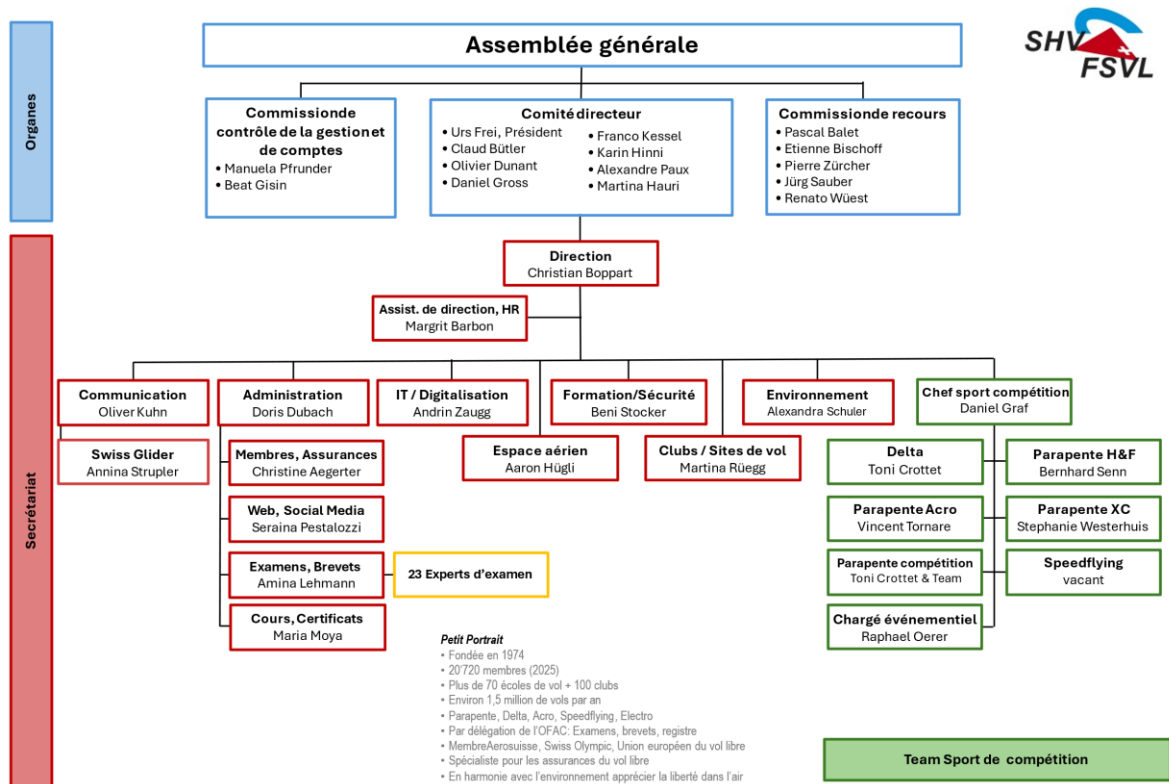 Organes
Assemblée générale
SHV
FSVL
Commissionde
contrôle de la gestion et
de comptes
• Manuela Pfrunder
• Beat Gisin
Comité directeur
• Urs Frei, Président
• Claud Bütler
• Olivier Dunant
• Daniel Gross
• Franco Kessel
• Karin Hinni
• Alexandre Paux
• Martina Hauri
Commissionde recours
• Pascal Balet
• Etienne Bischoff
• Pierre Zürcher
• Jürg Sauber
• Renato Wüest
Secrétariat
Direction
Christian Boppart
Assist. de direction, HR
Margrit Barbon
Communication
Oliver Kuhn
Administration
Doris Dubach
IT / Digitalisation
Andrin Zaugg
Formation/Sécurité
Beni Stocker
Environnement
Alexandra Schuler
Chef sport compétition
Daniel Graf
Swiss Glider
Annina Strupler
Membres, Assurances
Christine Aegerter
Espace aérien
Aaron Hügli
Clubs / Sites de vol
Martina Rüegg
Delta
Toni Crottet
Parapente H&F
Bernhard Senn
Web, Social Media
Seraina Pestalozzi
Parapente Acro
Vincent Tornare
Parapente XC
Stephanie Westerhuis
Examens, Brevets
Amina Lehmann
23 Experts d'examen
Parapente compétition
Toni Crottet & Team
Speedflying
vacant
Cours, Certificats
Maria Moya
Chargé événementiel
Raphael Oerer
Petit Portrait
• Fondée en 1974
• 20'720 membres (2025)
• Plus de 70 écoles de vol + 100 clubs
• Environ 1,5 million de vols par an
• Parapente, Delta, Acro, Speedflying, Electro
• Par délégation de l'OFAC: Examens, brevets, registre
• MembreAerosuisse, Swiss Olympic, Union européen du vol libre
• Spécialiste pour les assurances du vol libre
• En harmonie avec l'environnement apprécier la liberté dans l'air
Team Sport de compétition